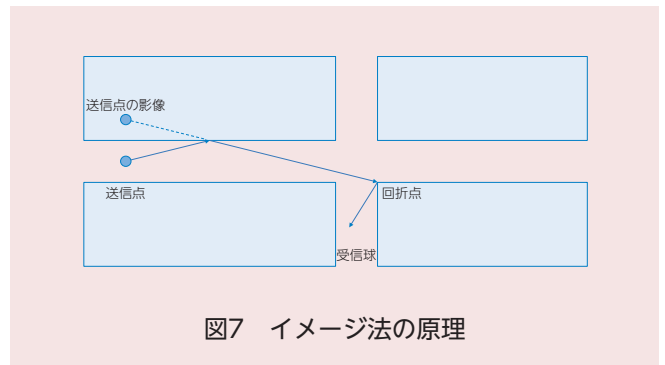 送信点の影像
送信点
回折点
受信球
図7　イメージ法の原理